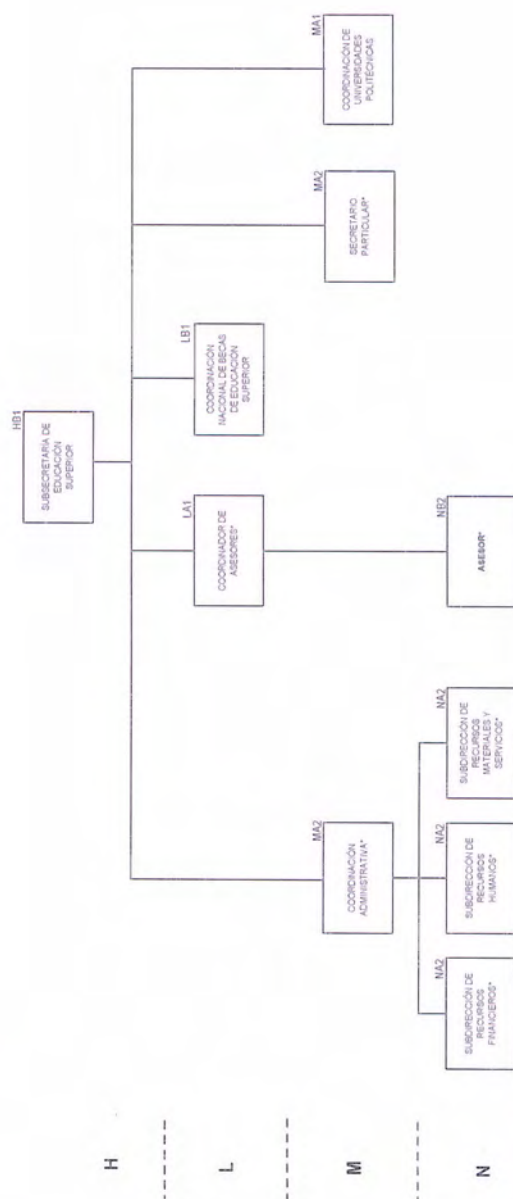 HB1
SUBSECRETARÍA DE
EDUCACIÓN
SUPERIOR
H
LA1
COORDINADOR DE
ASESORES*
LB1
COORDINACIÓN
NACIONAL DE BECAS
DE EDUCACIÓN
SUPERIOR
L
MA2
COORDINACIÓN
ADMINISTRATIVA*
MA2
SECRETARIO
PARTICULAR*
MA1
COORDINACIÓN DE
UNIVERSIDADES
POLITÉCNICAS
M
NA2
SUBDIRECCIÓN DE
RECURSOS
FINANCIEROS*
NA2
SUBDIRECCIÓN DE
RECURSOS
HUMANOS*
NA2
SUBDIRECCIÓN DE
RECURSOS
MATERIALES Y
SERVICIOS*
NB2
ASESOR*
N